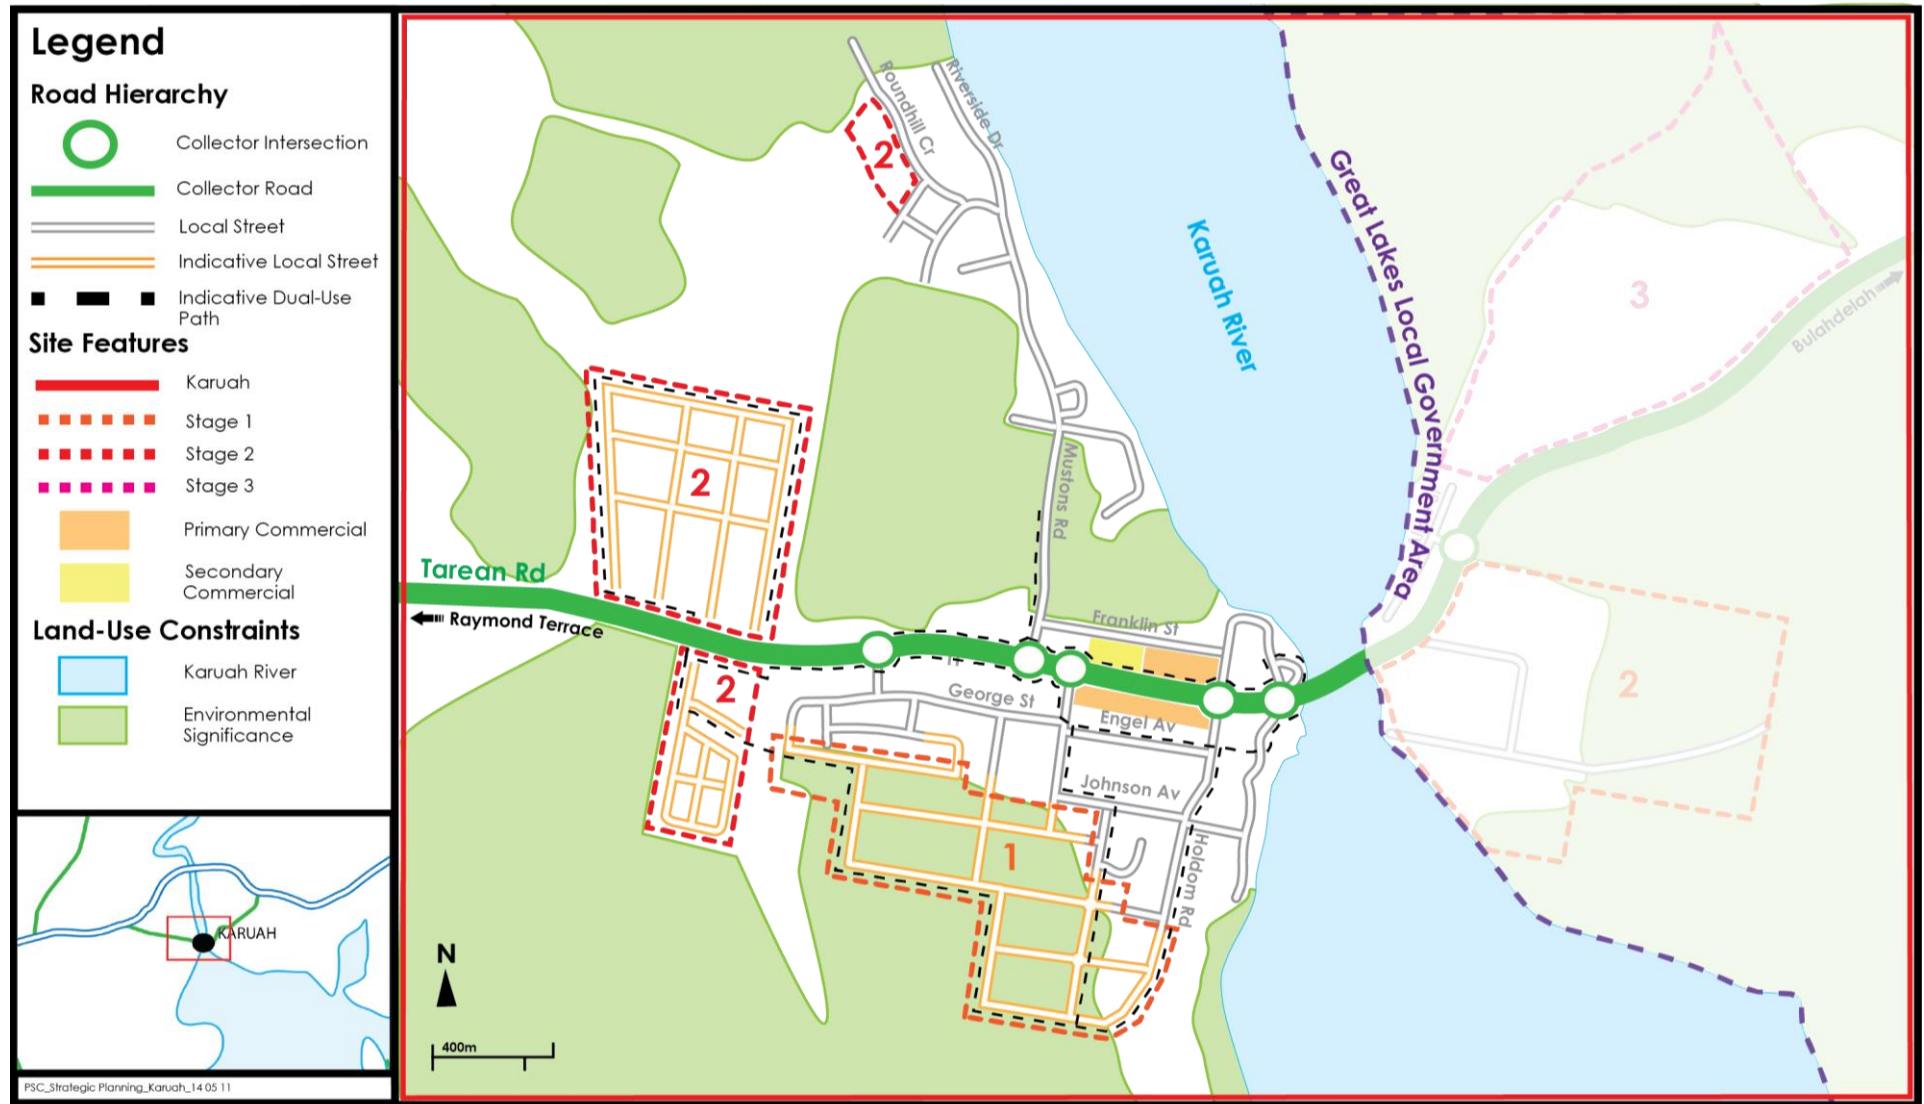 Legend
Road Hierarchy
Collector Intersection
Collector Road
Local Street
Indicative Local Street
Indicative Dual-Use
Path
Site Features
Karuah
Stage 1
Stage 2
Stage 3
Primary Commercial
Secondary
Commercial
Land-Use Constraints
Karuah River
Environmental
Significance
KARUAH
PSC_Strategic Planning_Karuah_14 05 11
Roundhill Cr
Riverside Dr
2
Karuah River
Great Lakes Local Government Area
3
Bulahdelah
2
Mustons Rd
Tarean Rd
Raymond Terrace
Franklin St
2
George St
Engel Av
2
Johnson Av
1
Holdom Rd
N
400m